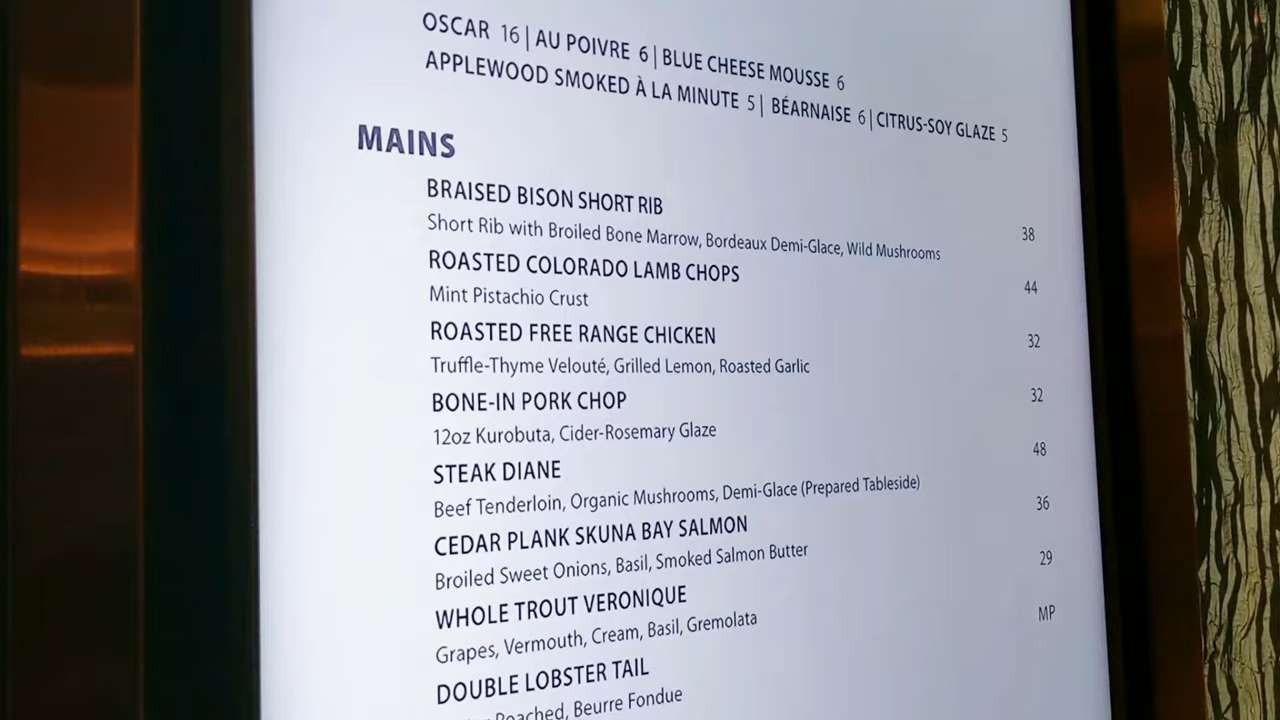 OSCAR 16 | AU POIVRE 6 | BLUE CHEESE MOUSSE 6
APPLEWOOD SMOKED À LA MINUTE 5 | BÉARNAISE 6 | CITRUS-SOY GLAZE 5
MAINS
BRAISED BISON SHORT RIB
Short Rib with Broiled Bone Marrow, Bordeaux Demi-Glace, Wild Mushrooms 38
ROASTED COLORADO LAMB CHOPS 44
Mint Pistachio Crust
ROASTED FREE RANGE CHICKEN 32
Truffle-Thyme Velouté, Grilled Lemon, Roasted Garlic
BONE-IN PORK CHOP 32
12oz Kurobuta, Cider-Rosemary Glaze
STEAK DIANE 48
Beef Tenderloin, Organic Mushrooms, Demi-Glace (Prepared Tableside)
CEDAR PLANK SKUNA BAY SALMON 36
Broiled Sweet Onions, Basil, Smoked Salmon Butter
WHOLE TROUT VERONIQUE 29
Grapes, Vermouth, Cream, Basil, Gremolata
DOUBLE LOBSTER TAIL MP
Poached, Beurre Fondue